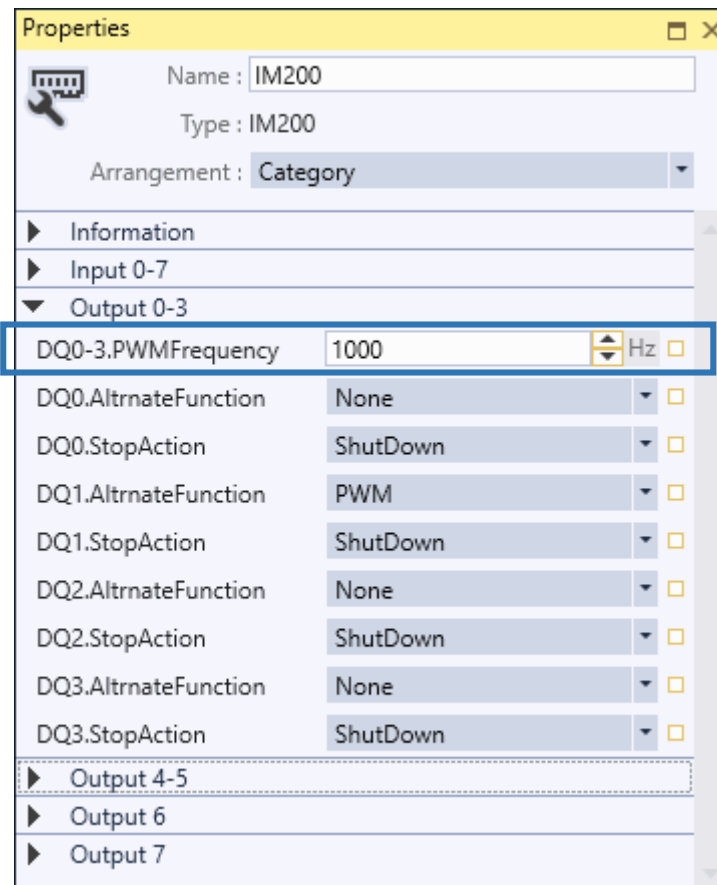 Properties
Name : IM200
Type : IM200
Arrangement : Category
Information
Input 0-7
Output 0-3
DQ0-3.PWMFrequency 1000 Hz
DQ0.AltrnateFunction None
DQ0.StopAction ShutDown
DQ1.AltrnateFunction PWM
DQ1.StopAction ShutDown
DQ2.AltrnateFunction None
DQ2.StopAction ShutDown
DQ3.AltrnateFunction None
DQ3.StopAction ShutDown
Output 4-5
Output 6
Output 7